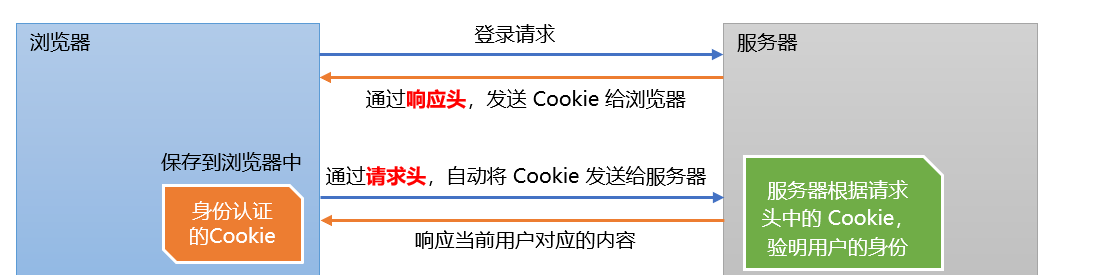 浏览器
登录请求
服务器
通过响应头，发送 Cookie 给浏览器
保存到浏览器中
通过请求头，自动将 Cookie 发送给服务器
身份认证
的Cookie
服务器根据请求
头中的 Cookie，
验明用户的身份
响应当前用户对应的内容